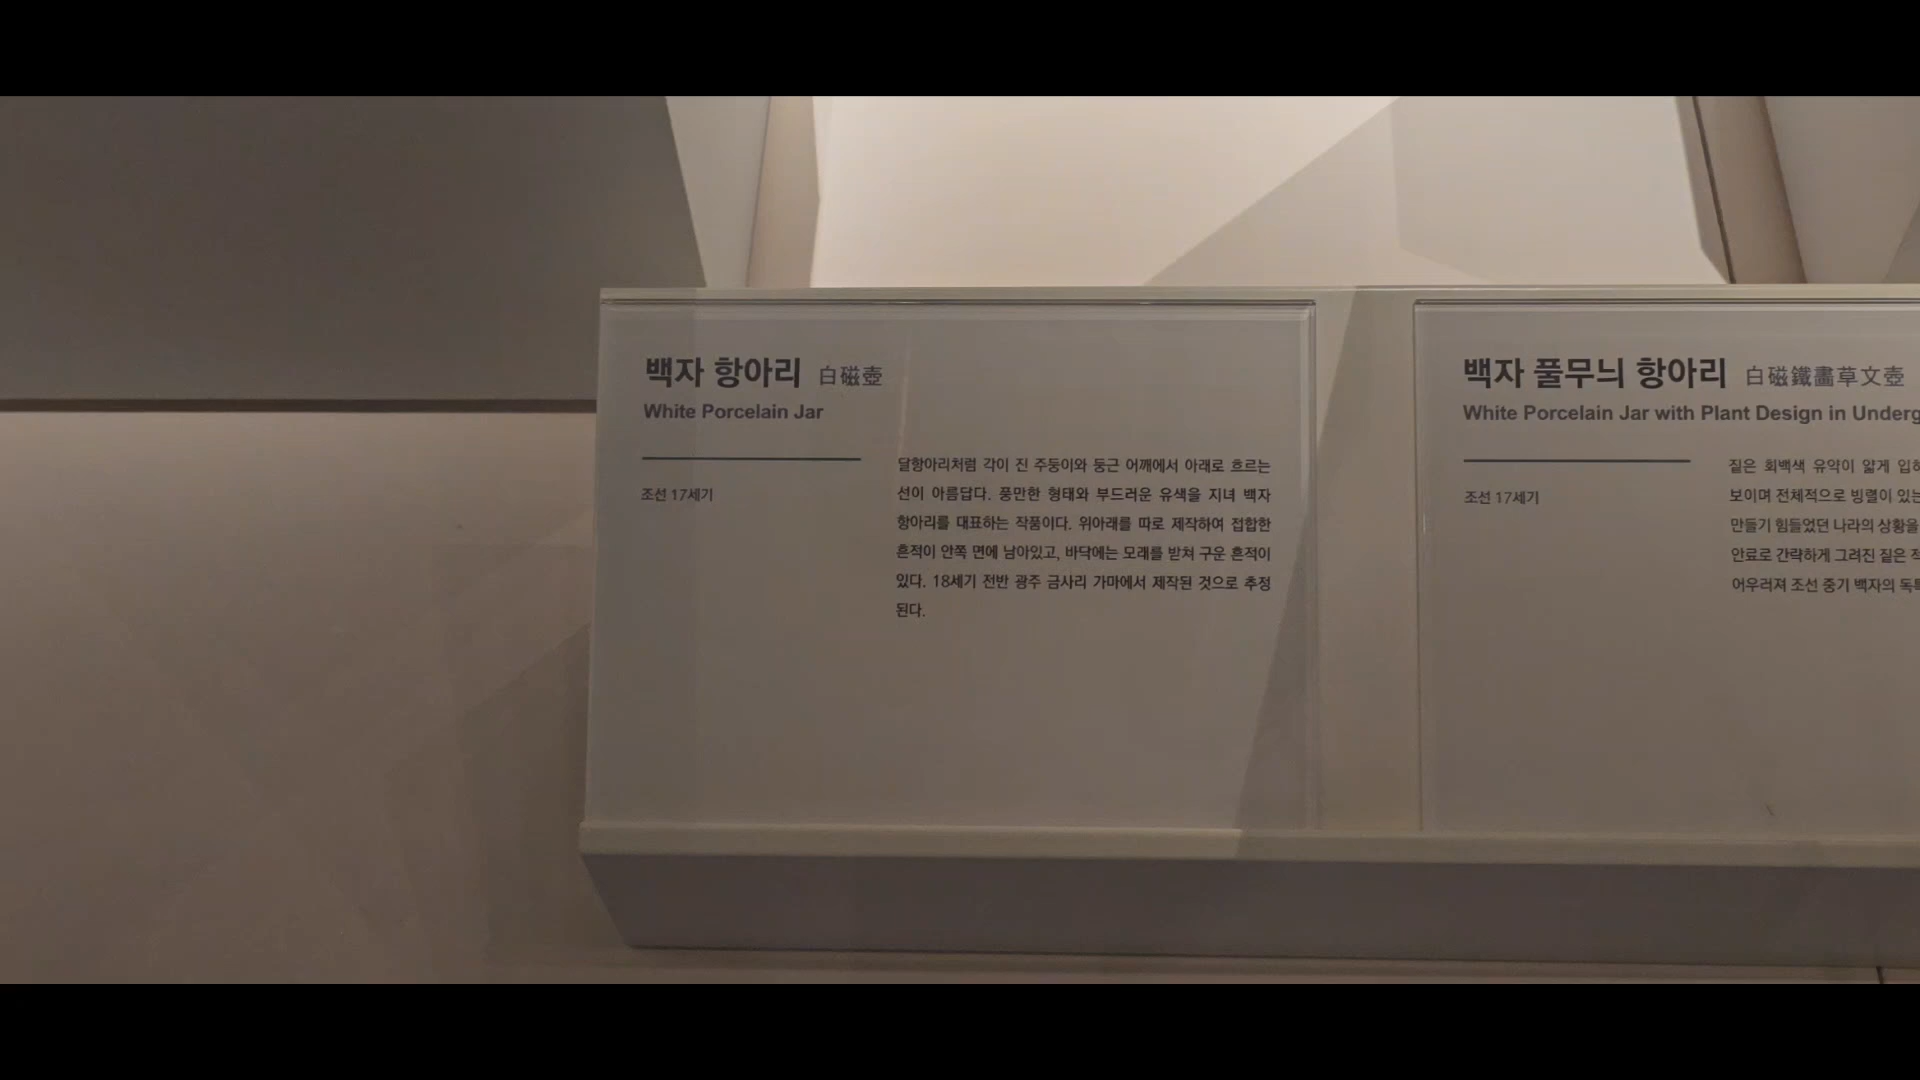 백자 항아리 白磁壺
White Porcelain Jar
조선 17세기
달항아리처럼 각이 진 주둥이와 둥근 어깨에서 아래로 흐르는
선이 아름답다. 풍만한 형태와 부드러운 유색을 지녀 백자
항아리를 대표하는 작품이다. 위아래를 따로 제작하여 접합한
흔적이 안쪽 면에 남아있고, 바닥에는 모래를 받쳐 구운 흔적이
있다. 18세기 전반 광주 금사리 가마에서 제작된 것으로 추정
된다.
백자 풀무늬 항아리 白磁鐵畵草文壺
White Porcelain Jar with Plant Design in
조선 17세기
짙은 회백색 유약이 얇게
보이며 전체적으로 빙렬이 있는
만들기 힘들었던 나라의 상황을
안료로 간략하게 그려진 짙은
어우러져 조선 중기 백자의